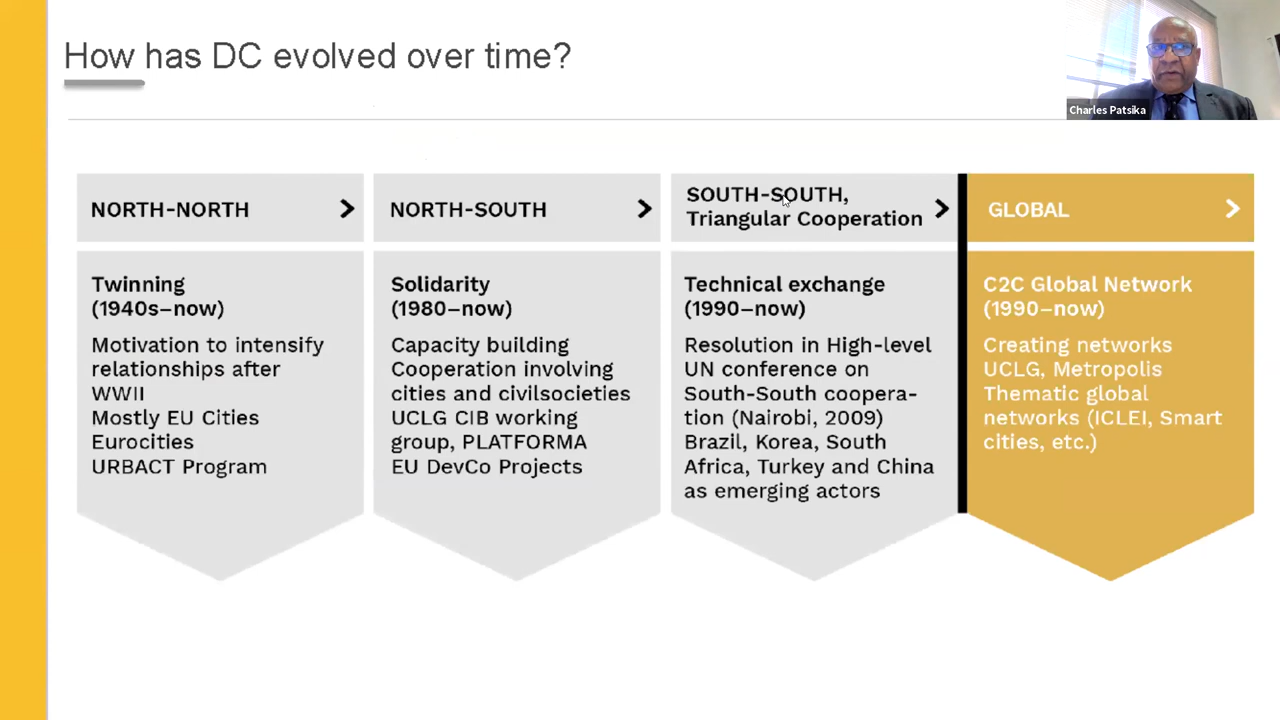 How has DC evolved over time?
Charles Patsika
NORTH-NORTH
Twinning
(1940s–now)
Motivation to intensify
relationships after
WWII
Mostly EU Cities
Eurocities
URBACT Program
NORTH-SOUTH
Solidarity
(1980–now)
Capacity building
Cooperation involving
cities and civilsocieties
UCLG CIB working
group, PLATFORMA
EU DevCo Projects
SOUTH-SOUTH,
Triangular Cooperation
Technical exchange
(1990–now)
Resolution in High-level
UN conference on
South-South coopera-
tion (Nairobi, 2009)
Brazil, Korea, South
Africa, Turkey and China
as emerging actors
GLOBAL
C2C Global Network
(1990–now)
Creating networks
UCLG, Metropolis
Thematic global
networks (ICLEI, Smart
cities, etc.)